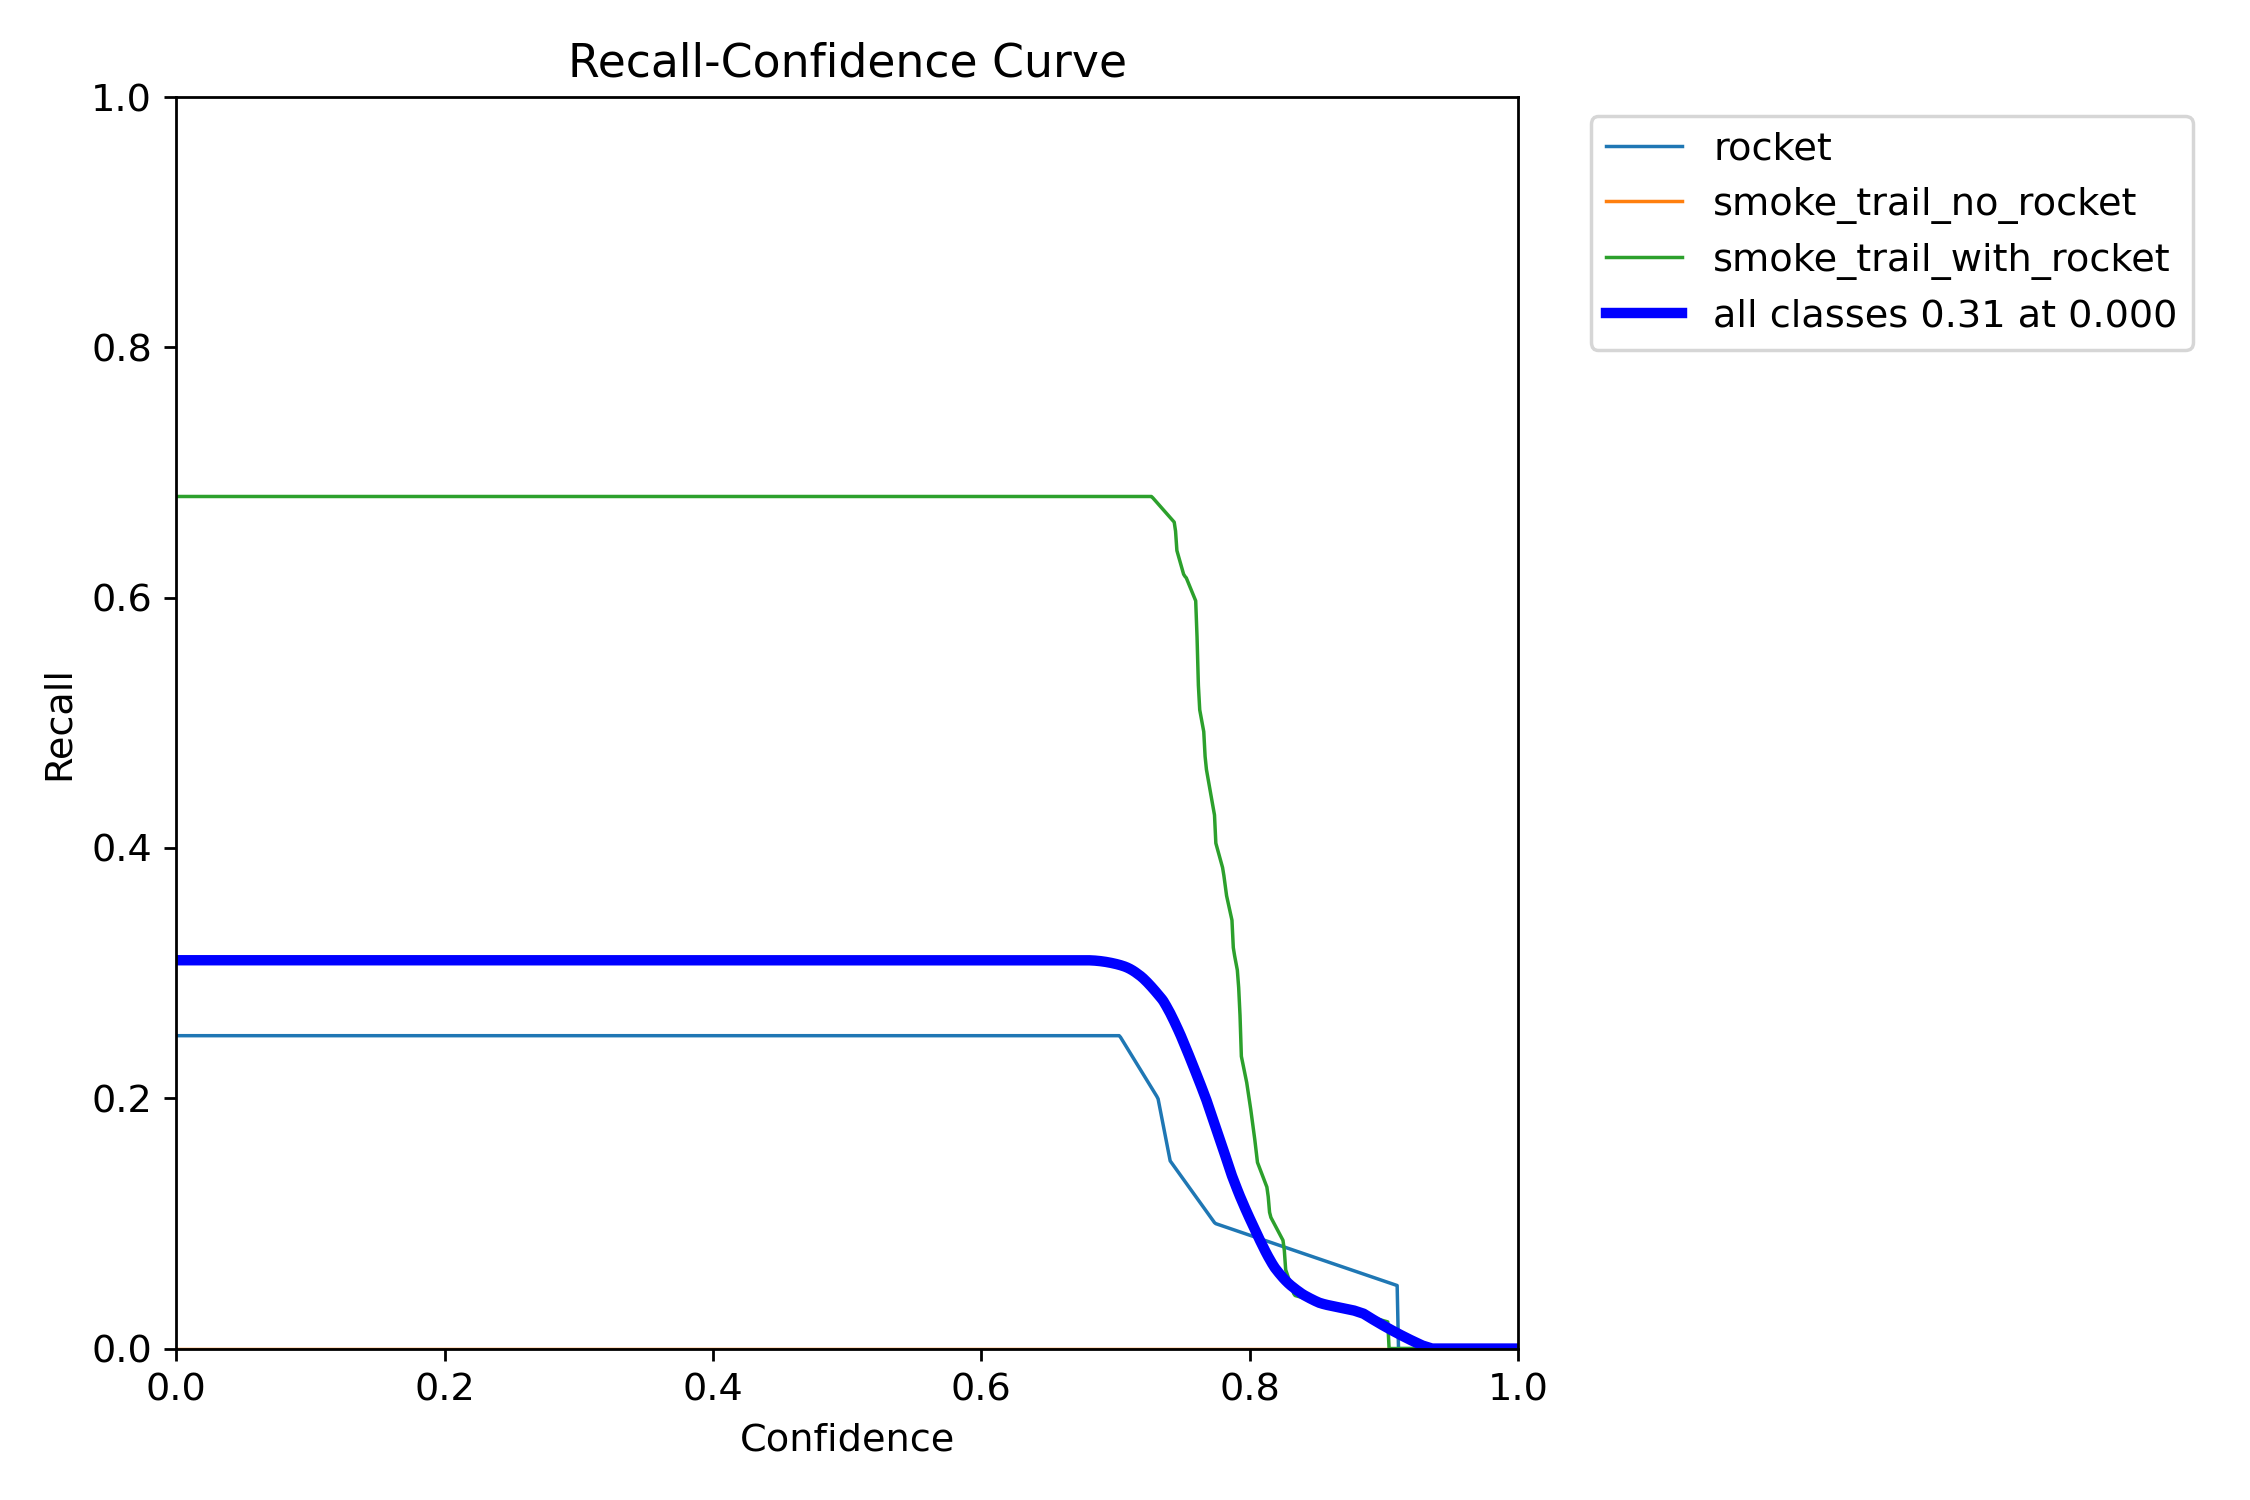 Recall-Confidence Curve
1.0
0.8
0.6
0.4
0.2
0.0
Recall
0.0 0.2 0.4 0.6 0.8 1.0
Confidence
rocket
smoke_trail_no_rocket
smoke_trail_with_rocket
all classes 0.31 at 0.000